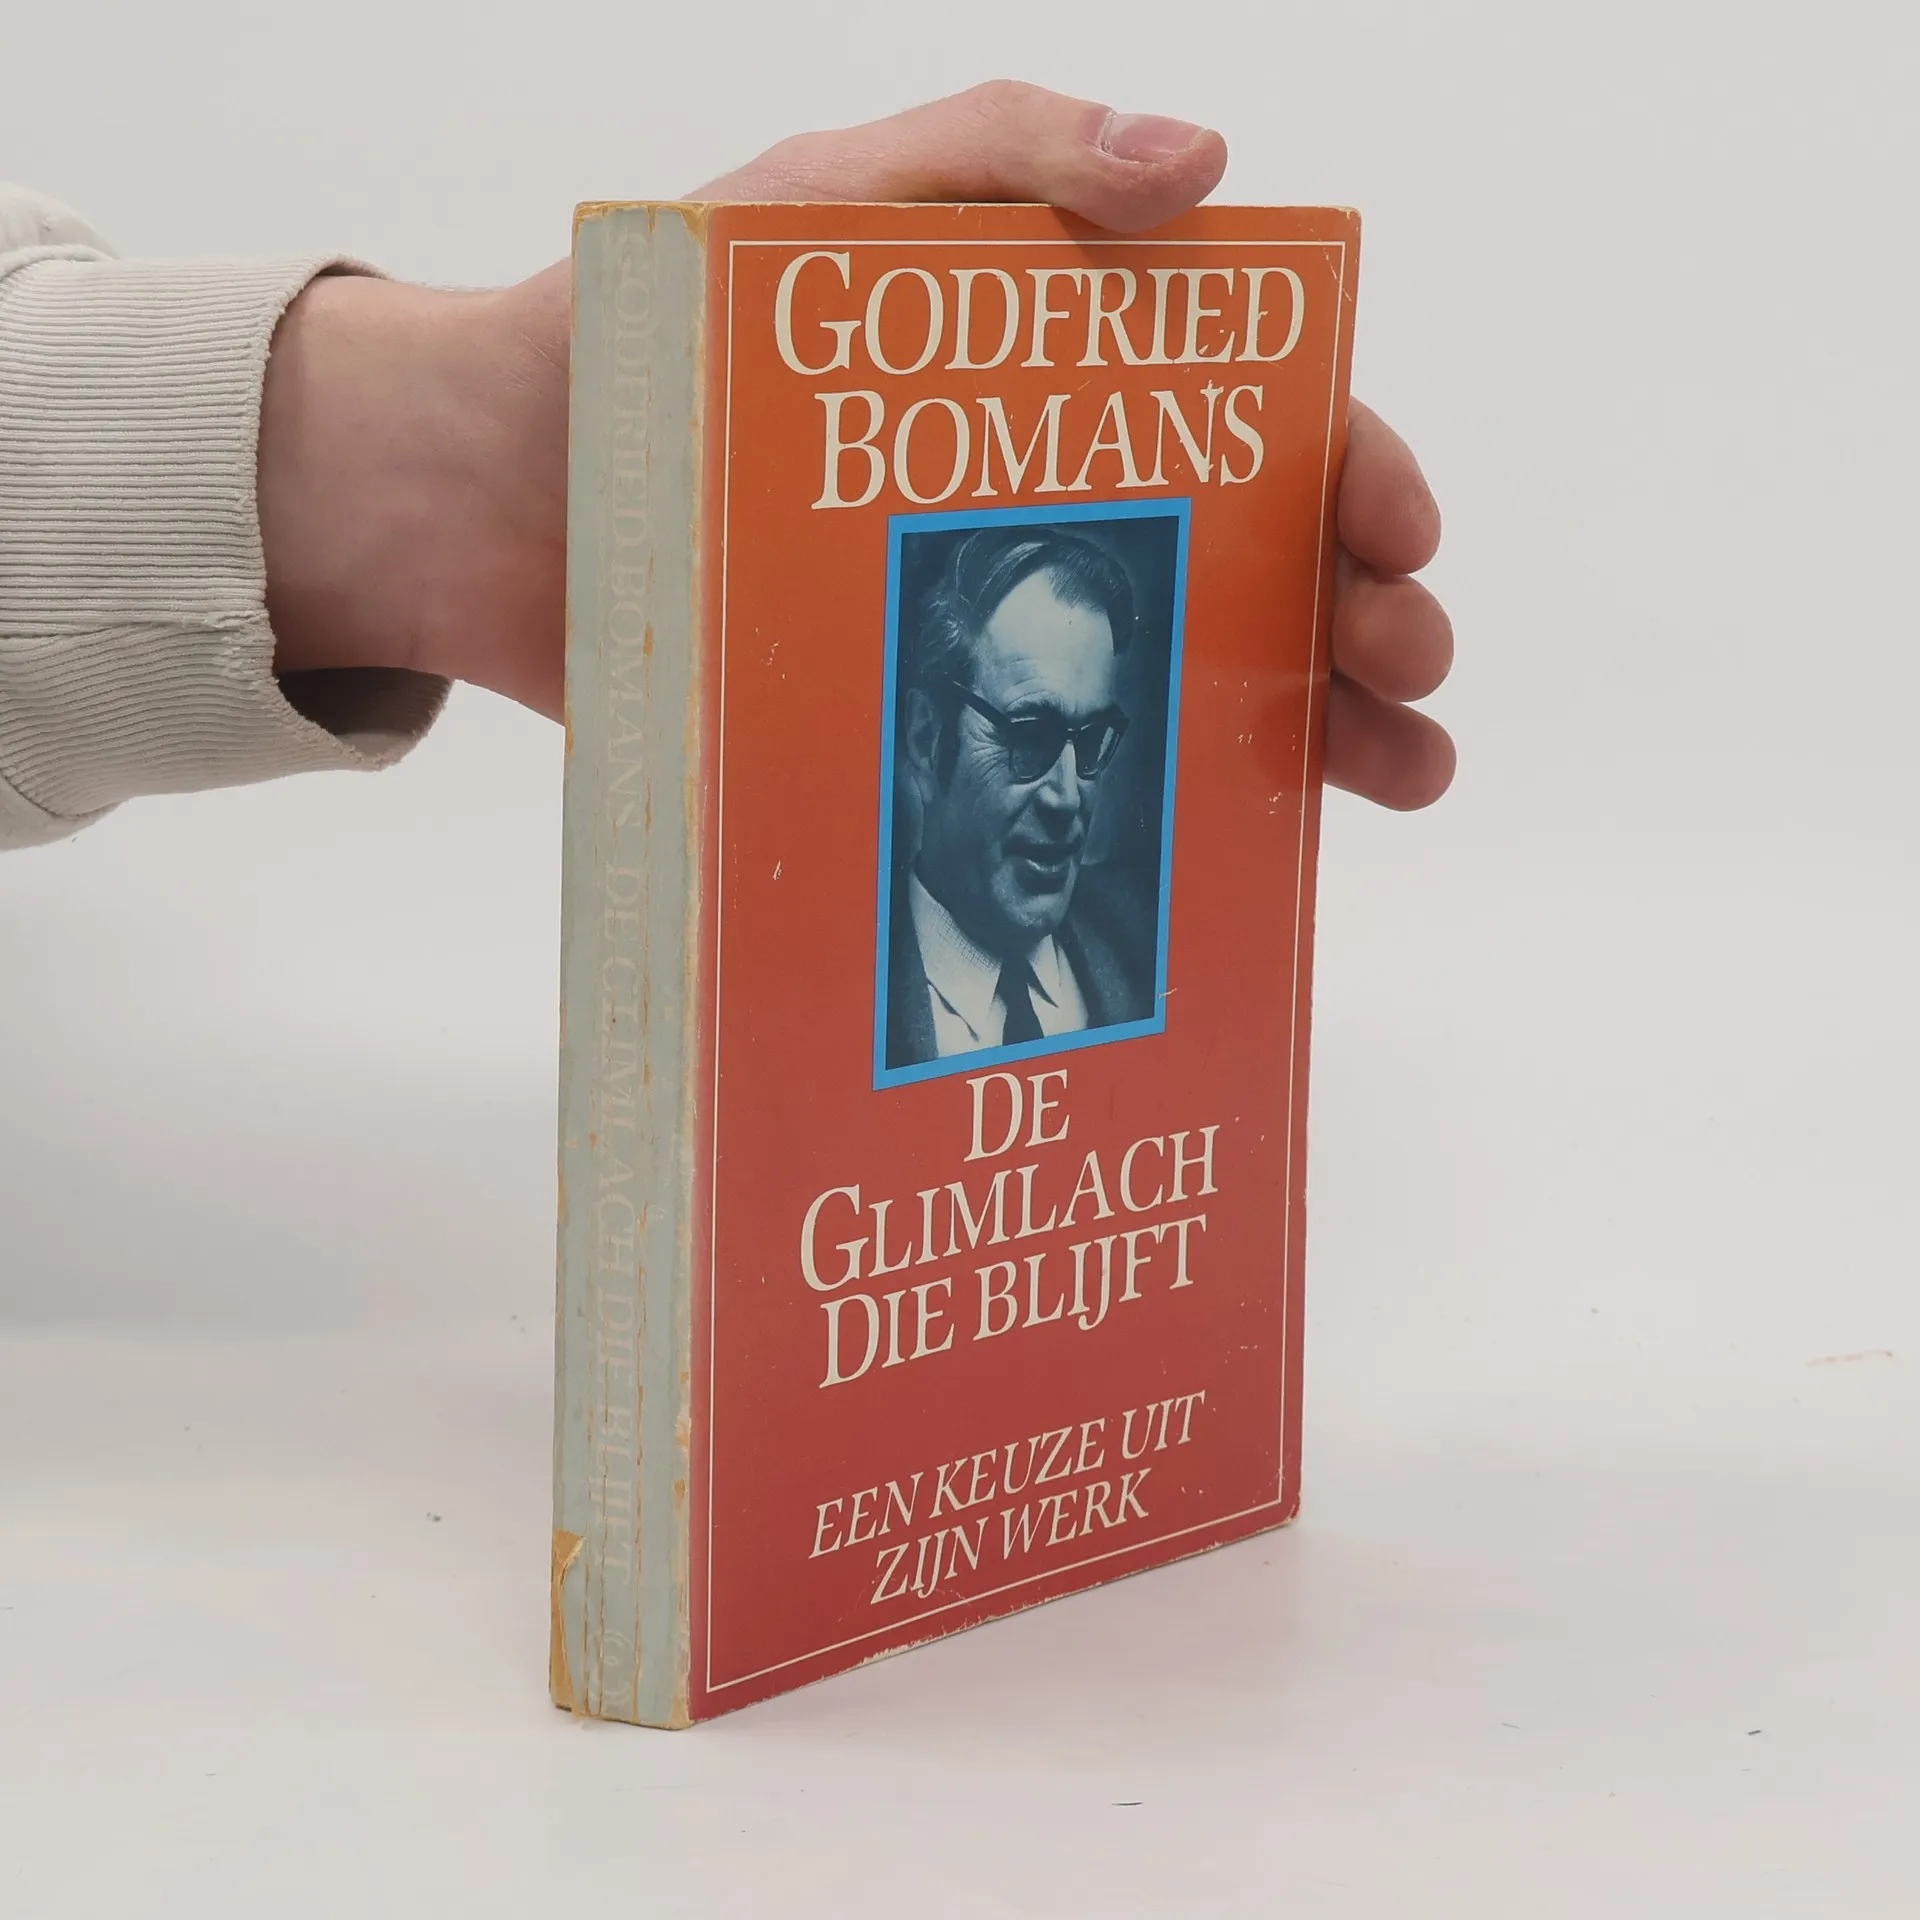 GODFRIED BOMANS DE GLIMLACH DIE BLIJFT
GODFRIED
BOMANS
DE
GLIMLACH
DIE BLIJFT
EEN KEUZE UIT
ZIJN WERK